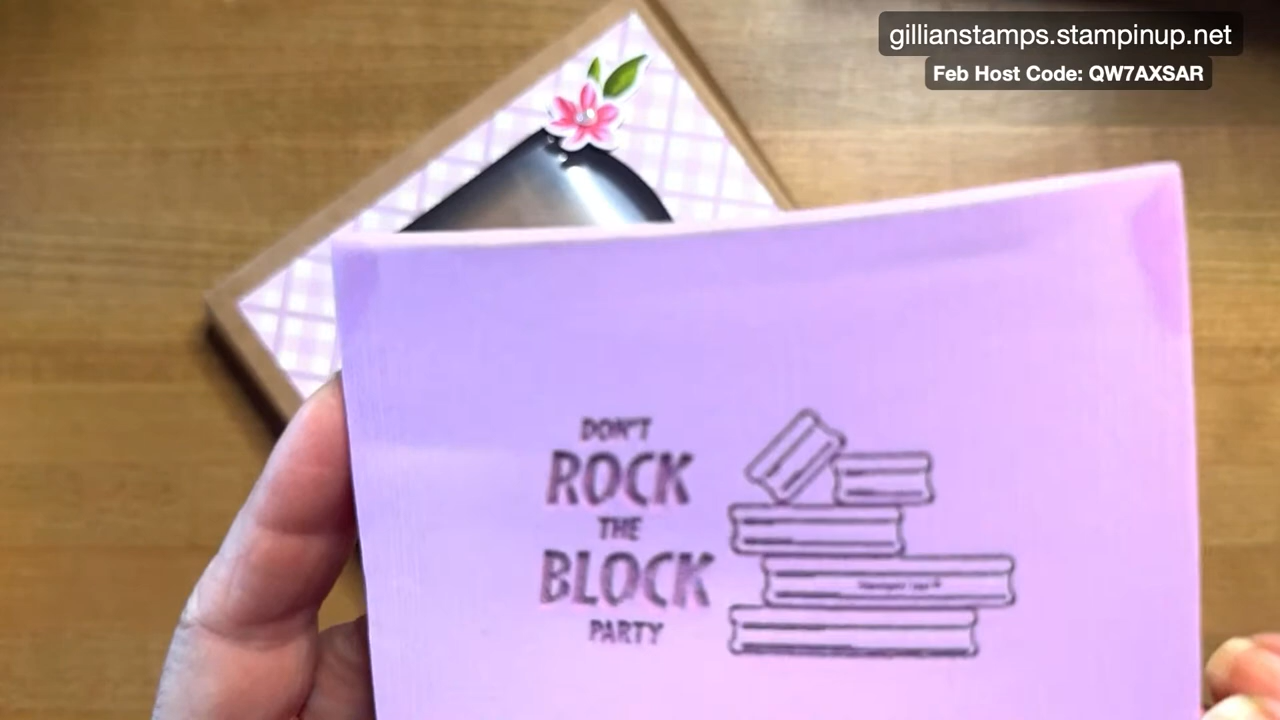 gillianstamps.stampinup.net
Feb Host Code: QW7AXSAR
DON'T
ROCK
THE
BLOCK
PARTY